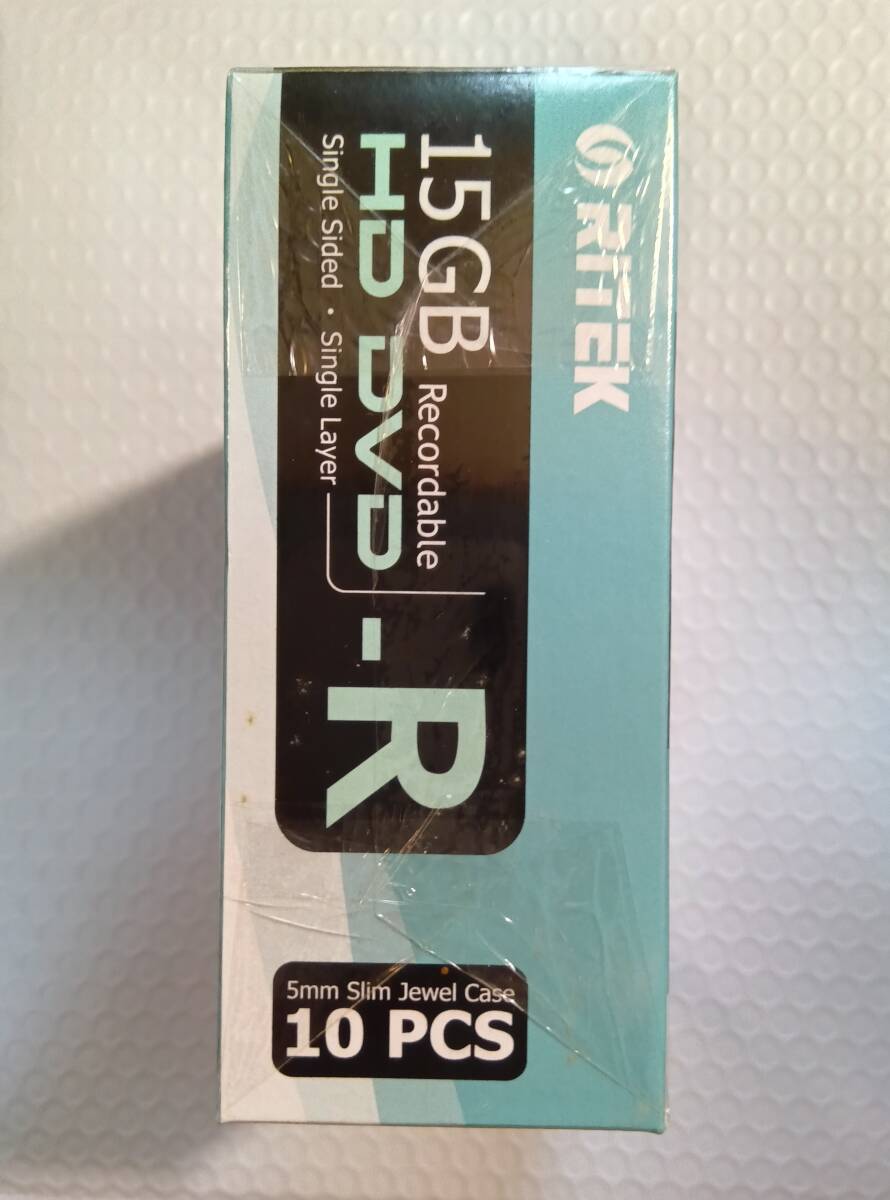 RiTEK
15GB Recordable
HD DVD-R
Single Sided · Single Layer
5mm Slim Jewel Case
10 PCS